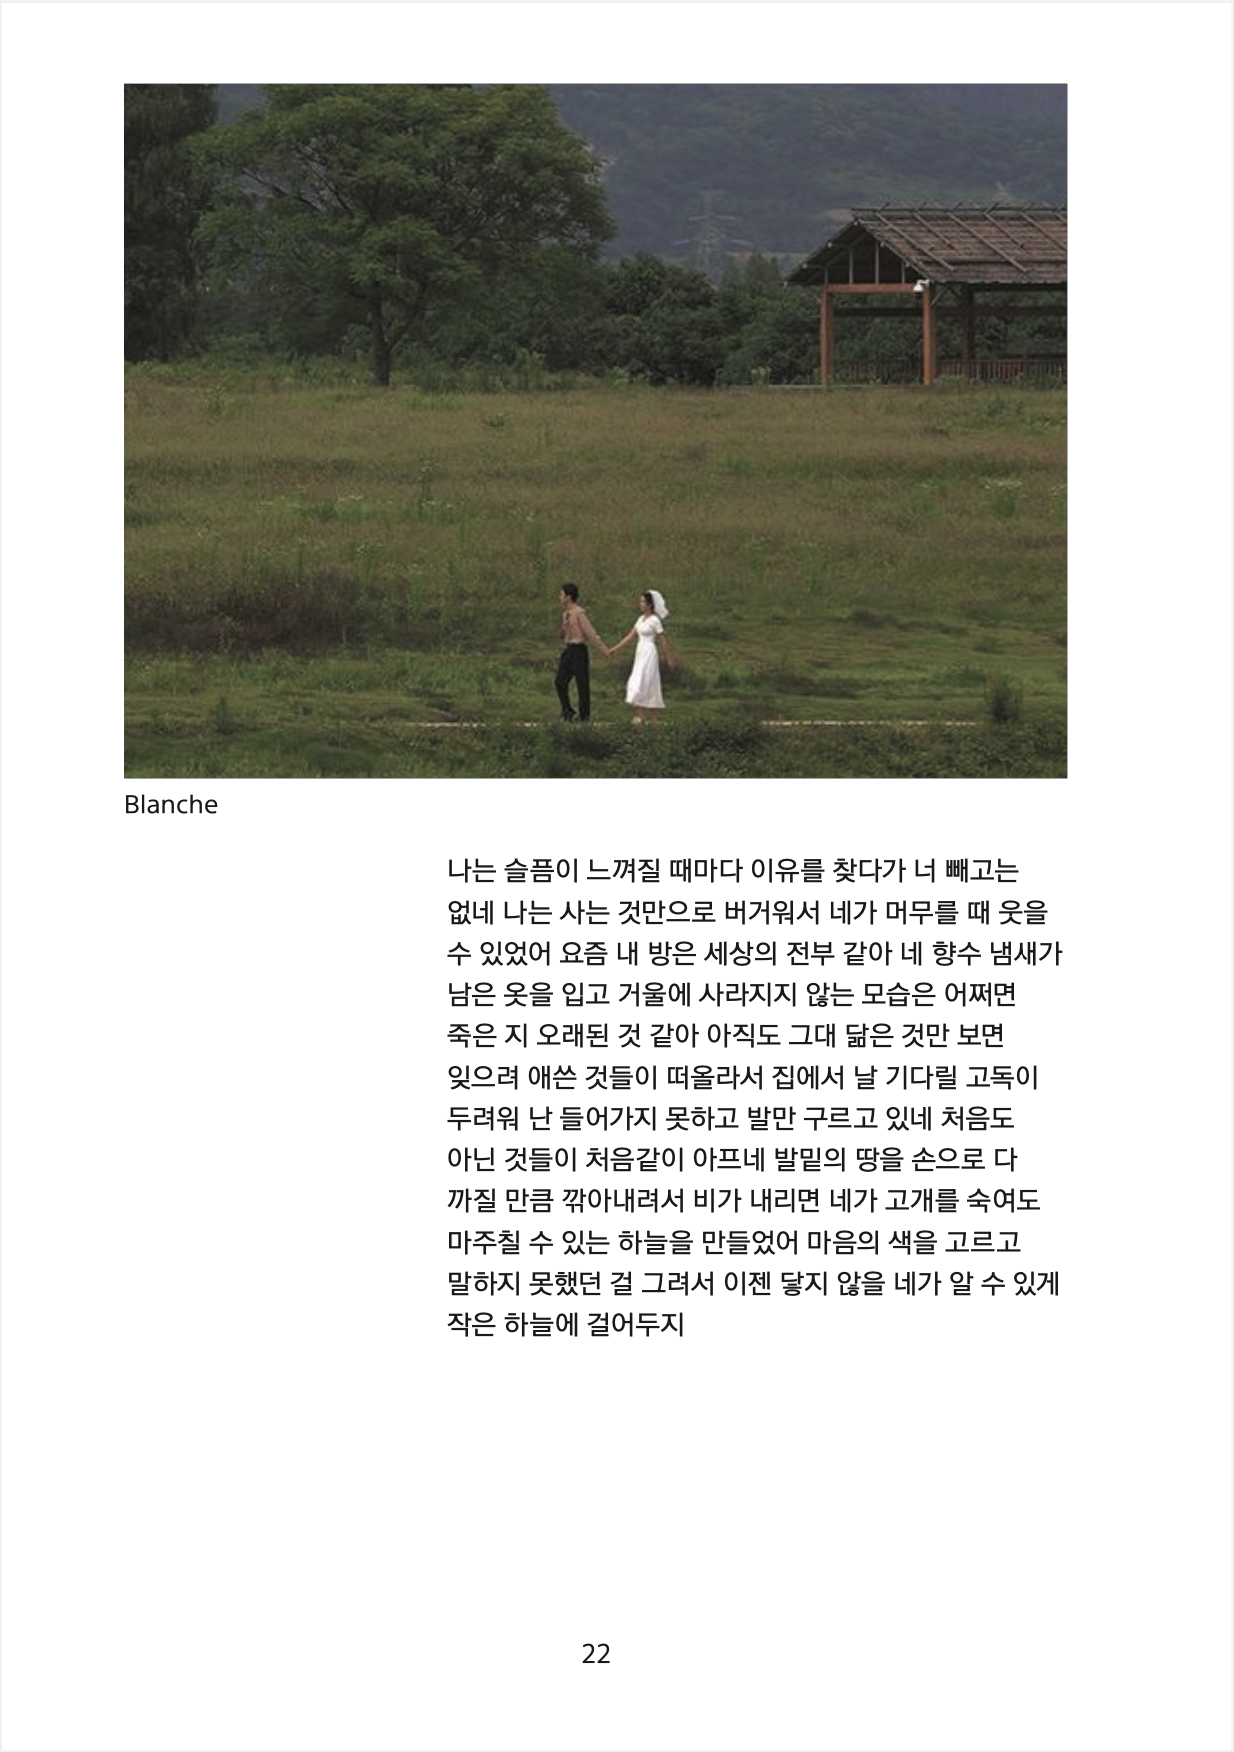 Blanche
나는 슬픔이 느껴질 때마다 이유를 찾다가 너 빼고는
없네 나는 사는 것만으로 버거워서 네가 머무를 때 웃을
수 있었어 요즘 내 방은 세상의 전부 같아 네 향수 냄새가
남은 옷을 입고 거울에 사라지지 않는 모습은 어쩌면
죽은 지 오래된 것 같아 아직도 그대 닮은 것만 보면
잊으려 애쓴 것들이 떠올라서 집에서 날 기다릴 고독이
두려워 난 들어가지 못하고 발만 구르고 있네 처음도
아닌 것들이 처음같이 아프네 발밑의 땅을 손으로 다
까질 만큼 깎아내려서 비가 내리면 네가 고개를 숙여도
마주칠 수 있는 하늘을 만들었어 마음의 색을 고르고
말하지 못했던 걸 그려서 이젠 닿지 않을 네가 알 수 있게
작은 하늘에 걸어두지
22